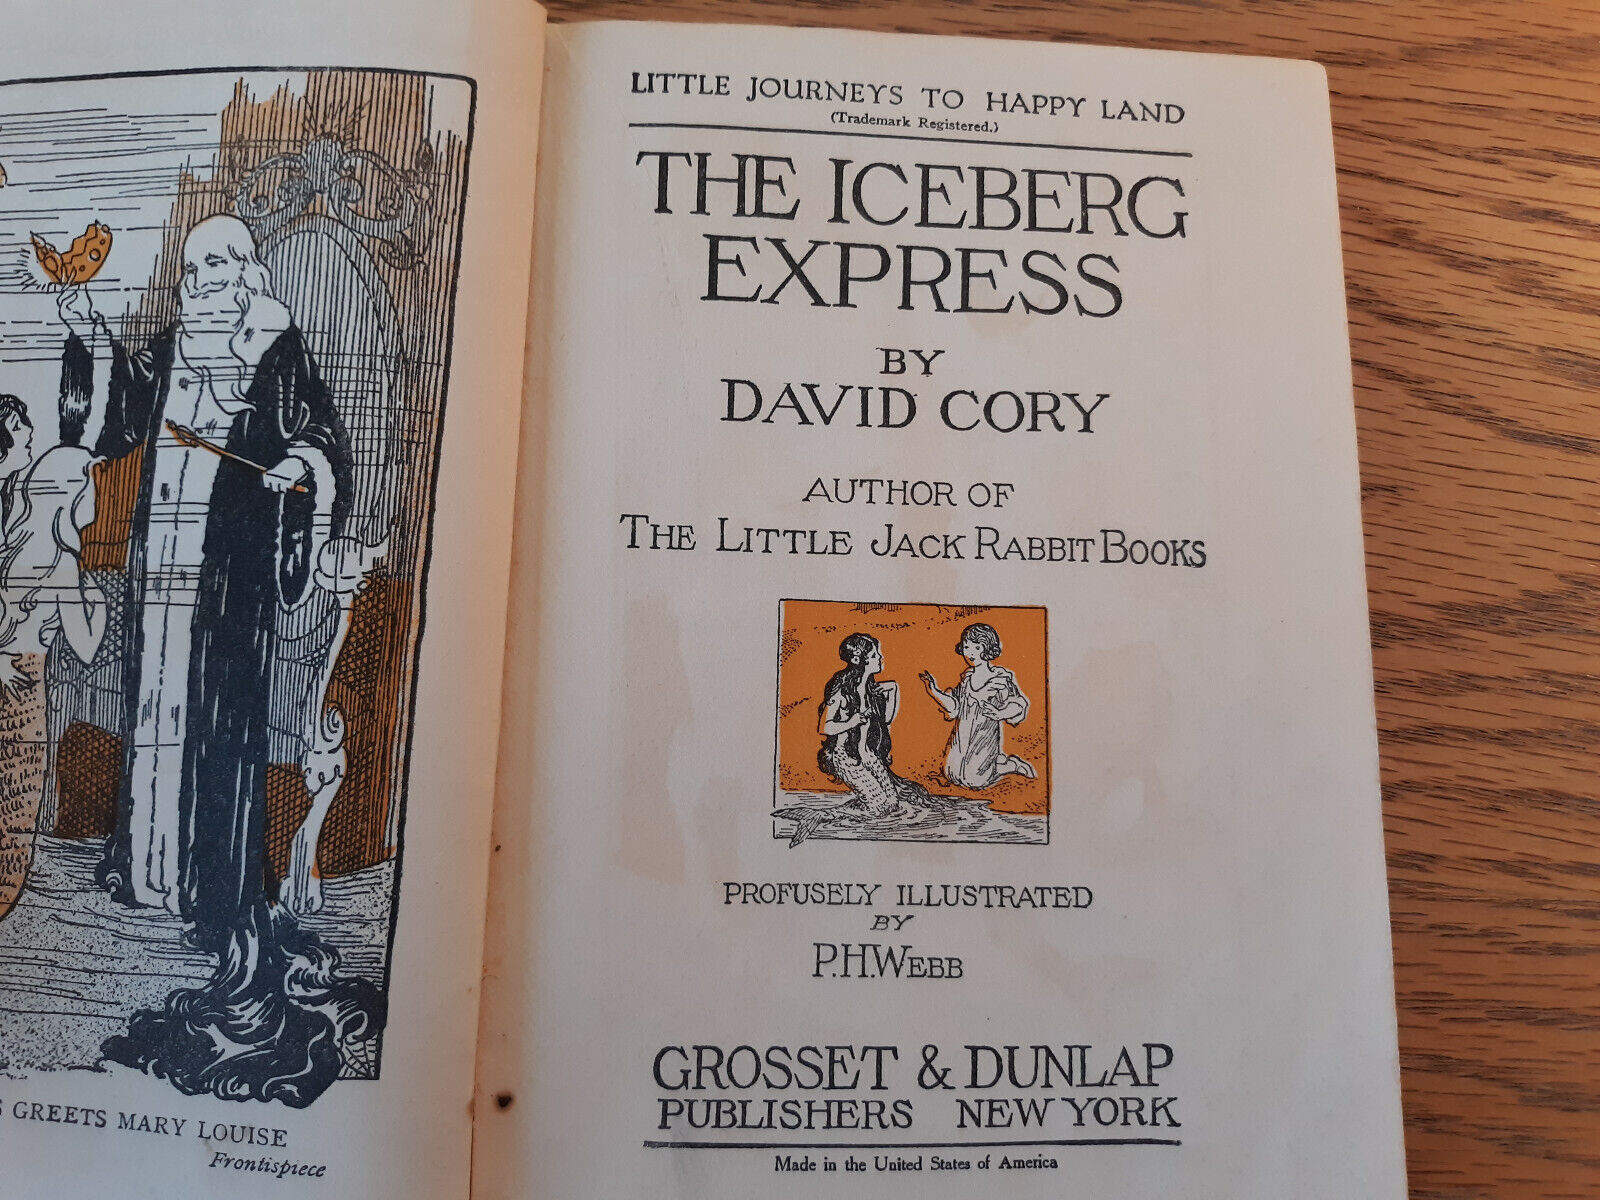 S GREETS MARY LOUISE
Frontispiece
LITTLE JOURNEYS TO HAPPY LAND
(Trademark Registered.)
THE ICEBERG
EXPRESS
BY
DAVID CORY
AUTHOR OF
THE LITTLE JACK RABBIT BOOKS
PROFUSELY ILLUSTRATED
BY
P.H.WEBB
GROSSET & DUNLAP
PUBLISHERS NEW YORK
Made in the United States of America